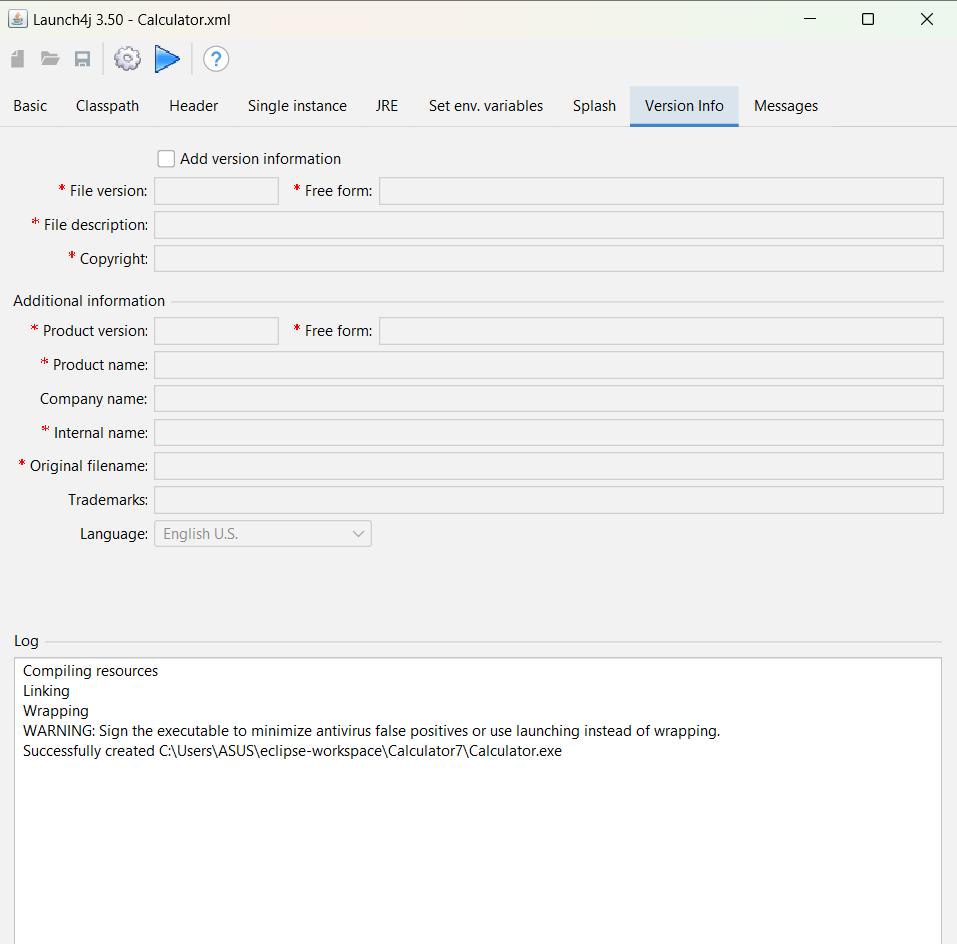 Launch4j 3.50 - Calculator.xml
?
Basic Classpath Header Single instance JRE Set env. variables Splash Version Info Messages
Add version information
* File version: * Free form:
* File description:
* Copyright:
Additional information
* Product version: * Free form:
* Product name:
Company name:
* Internal name:
* Original filename:
Trademarks:
Language: English U.S.
Log
Compiling resources
Linking
Wrapping
WARNING: Sign the executable to minimize antivirus false positives or use launching instead of wrapping.
Successfully created C:\Users\ASUS\eclipse-workspace\Calculator7\Calculator.exe